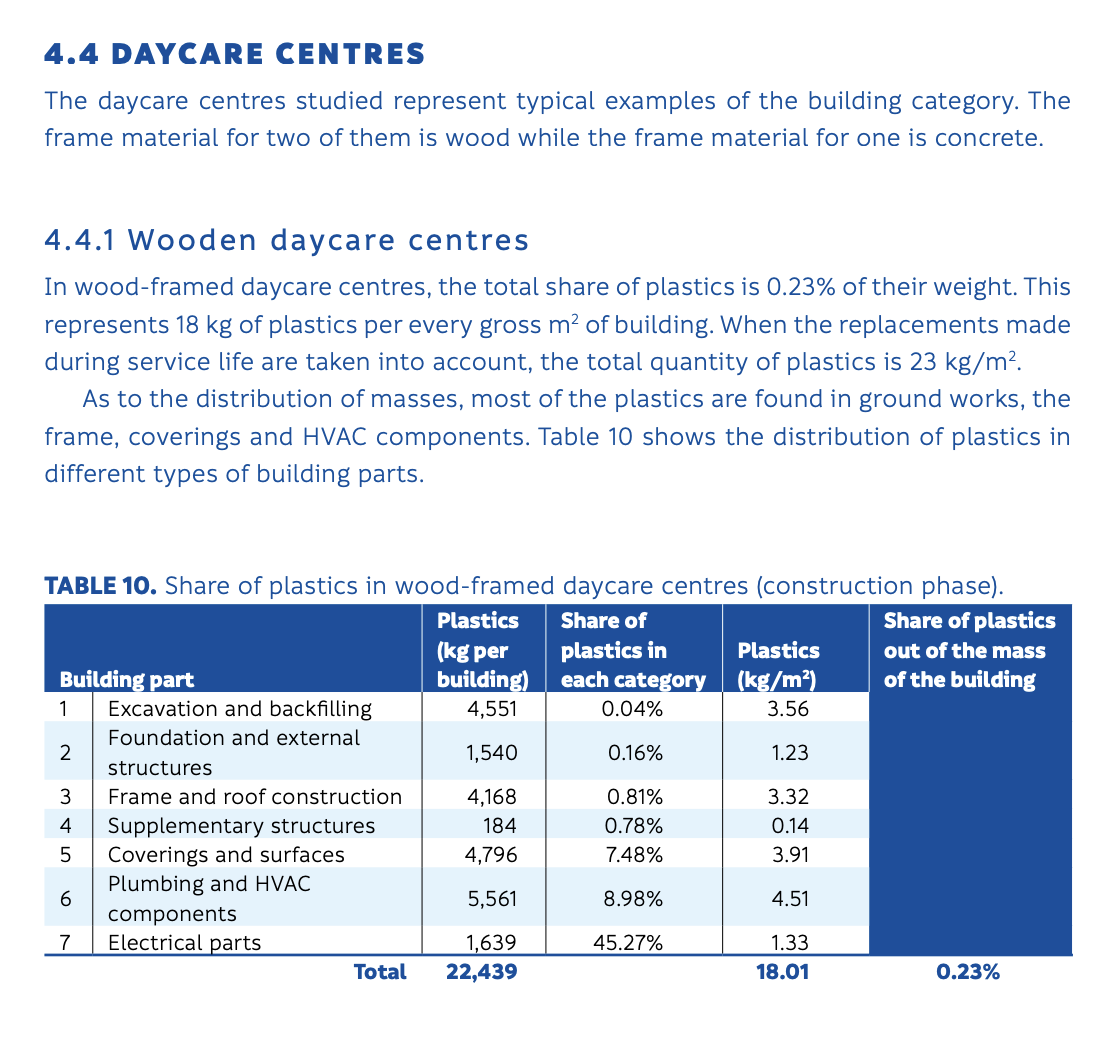 4.4 DAYCARE CENTRES
The daycare centres studied represent typical examples of the building category. The
frame material for two of them is wood while the frame material for one is concrete.
4.4.1 Wooden daycare centres
In wood-framed daycare centres, the total share of plastics is 0.23% of their weight. This
represents 18 kg of plastics per every gross m² of building. When the replacements made
during service life are taken into account, the total quantity of plastics is 23 kg/m².
As to the distribution of masses, most of the plastics are found in ground works, the
frame, coverings and HVAC components. Table 10 shows the distribution of plastics in
different types of building parts.
TABLE 10. Share of plastics in wood-framed daycare centres (construction phase).
Building part
Plastics
(kg per
building)
Share of
plastics in
each category
Plastics
(kg/m²)
Share of plastics
out of the mass
of the building
1 Excavation and backfilling 4,551 0.04% 3.56
2 Foundation and external
structures 1,540 0.16% 1.23
3 Frame and roof construction 4,168 0.81% 3.32
4 Supplementary structures 184 0.78% 0.14
5 Coverings and surfaces 4,796 7.48% 3.91
6 Plumbing and HVAC
components 5,561 8.98% 4.51
7 Electrical parts 1,639 45.27% 1.33
Total 22,439 18.01 0.23%